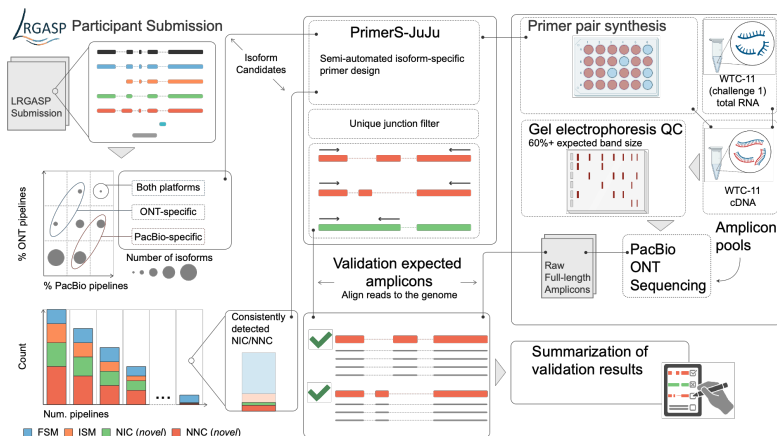 LRGASP Participant Submission
LRGASP
Submission
Isoform
Candidates
PrimerS-JuJu
Semi-automated isoform-specific
primer design
Unique junction filter
Primer pair synthesis
WTC-11
(challenge 1)
total RNA
Gel electrophoresis QC
60%+ expected band size
WTC-11
cDNA
% ONT pipelines
Both platforms
ONT-specific
PacBio-specific
Number of isoforms
% PacBio pipelines
Validation expected
amplicons
Align reads to the genome
Raw
Full-length
Amplicons
PacBio
ONT
Sequencing
Amplicon
pools
Count
Num. pipelines
Consistently
detected
NIC/NNC
Summarization of
validation results
FSM ISM NIC (novel) NNC (novel)